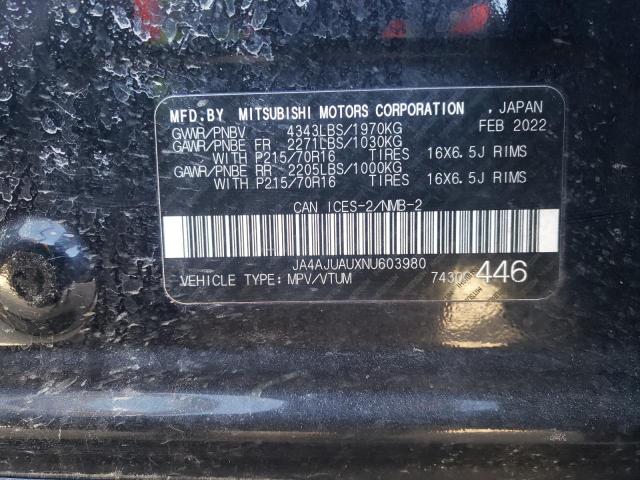 MFD.BY MITSUBISHI MOTORS CORPORATION , JAPAN
GVWR/PNBV 4343LBS/1970KG FEB 2022
GAWR/PNBE FR 2271LBS/1030KG
WITH P215/70R16 TIRES 16X6.5J RIMS
GAWR/PNBE RR 2205LBS/1000KG
WITH P215/70R16 TIRES 16X6.5J RIMS
CAN ICES-2/NMB-2
JA4AJUAUXNU603980
VEHICLE TYPE:MPV/VTUM 446